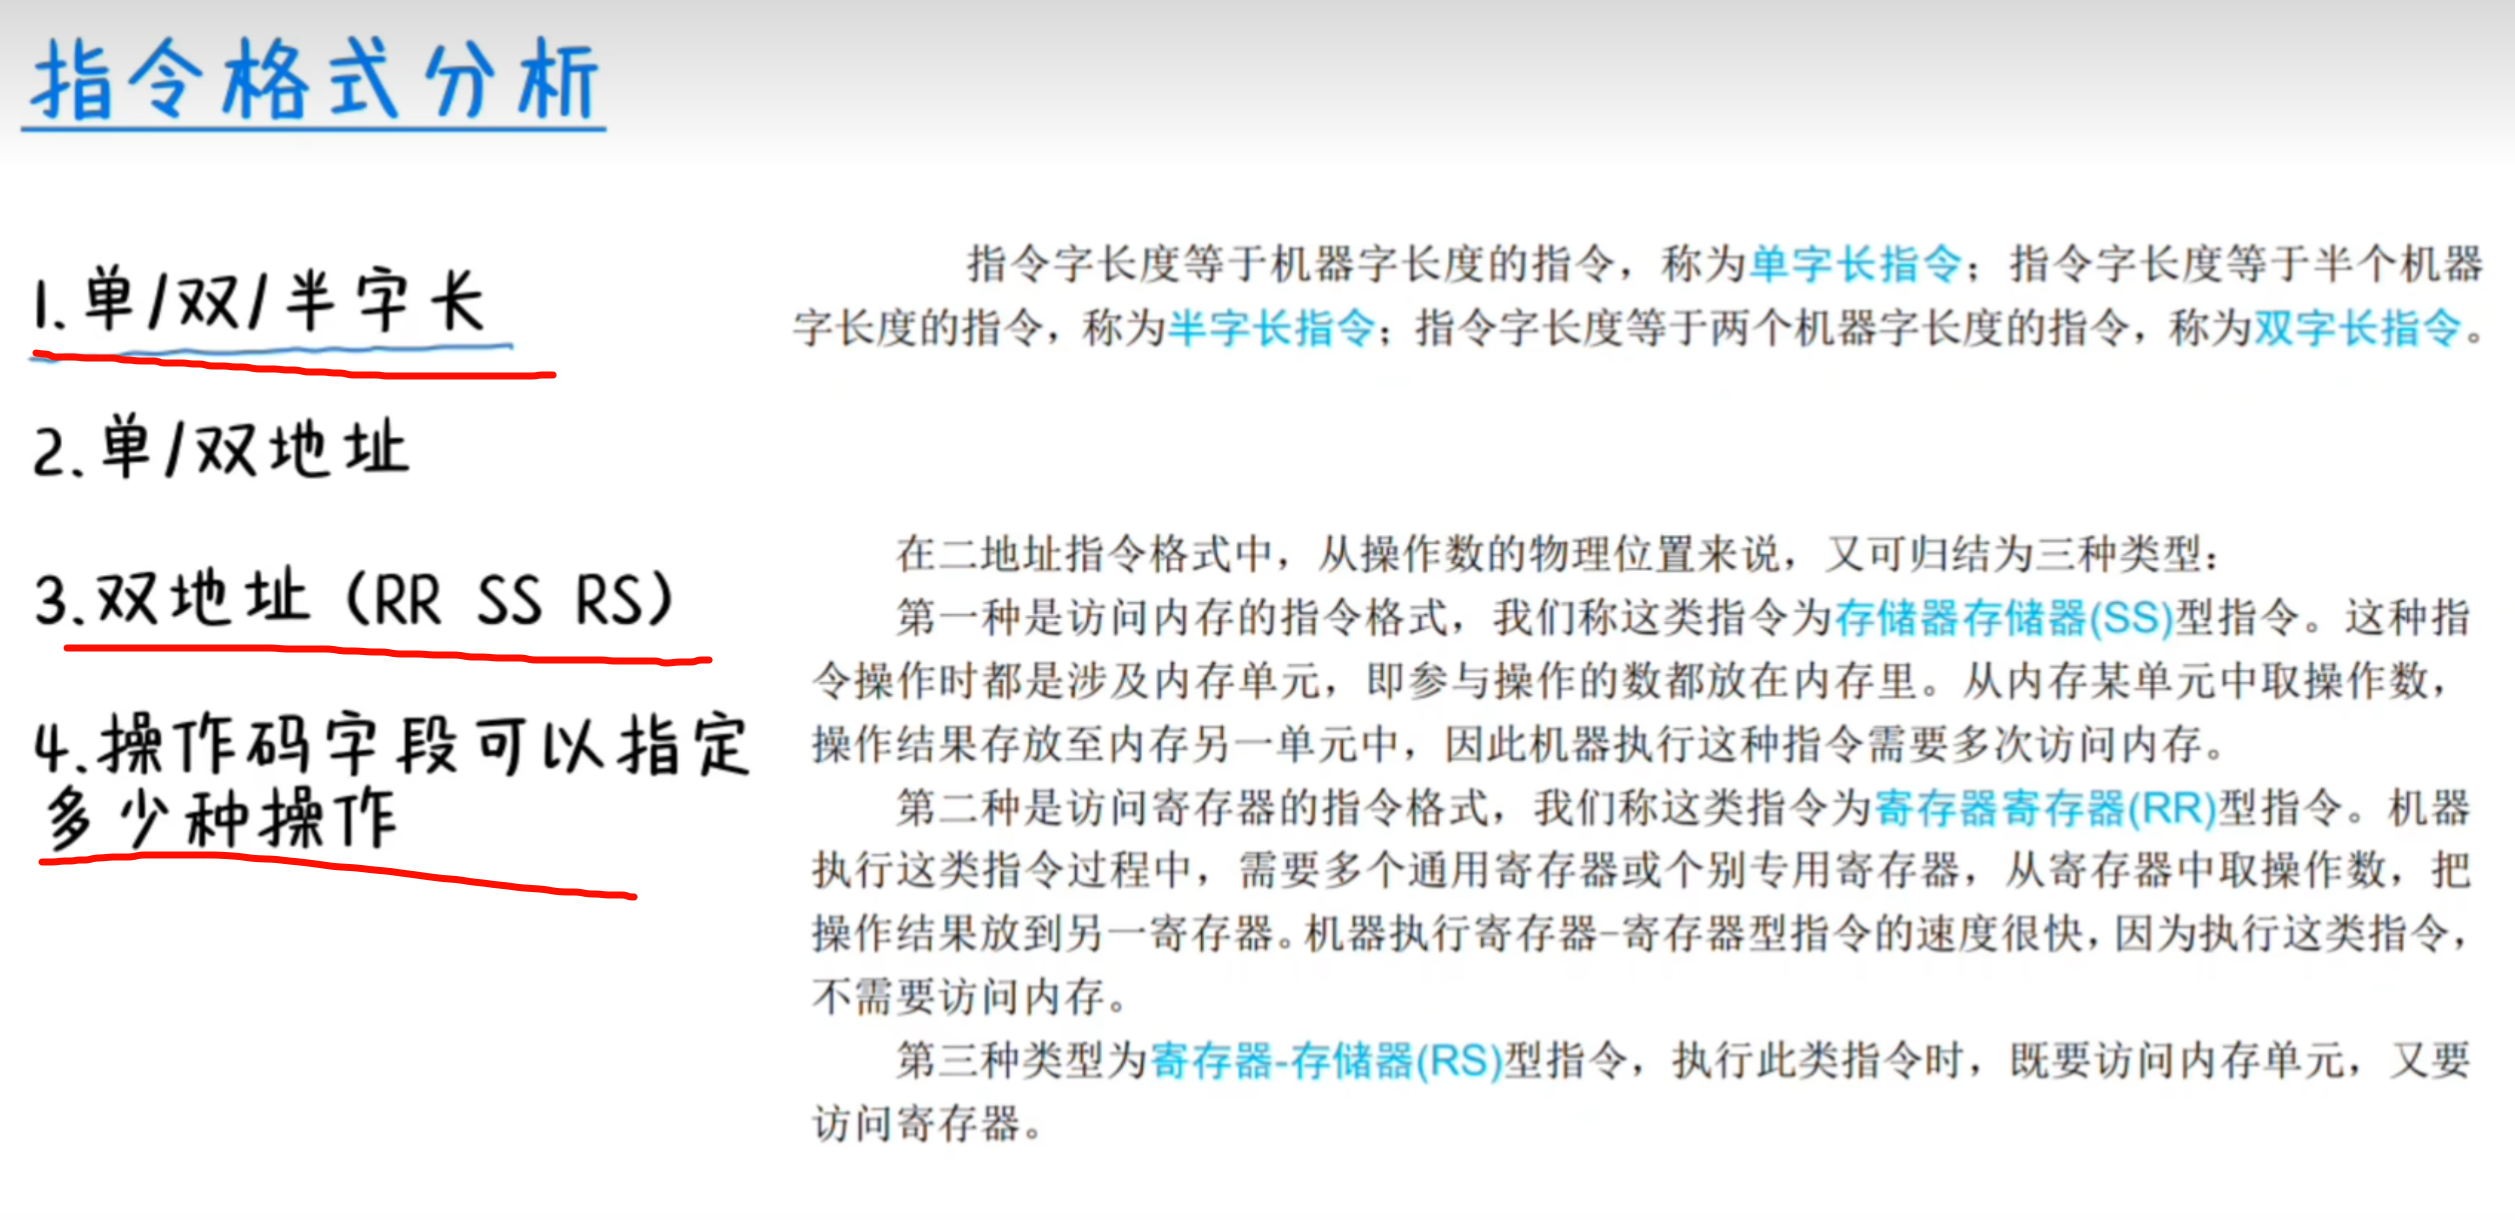 指令格式分析
1.单/双/半字长
2.单/双地址
3.双地址（RR SS RS）
4.操作码字段可以指定
多少种操作
指令字长度等于机器字长度的指令，称为单字长指令；指令字长度等于半个机器
字长度的指令，称为半字长指令；指令字长度等于两个机器字长度的指令，称为双字长指令。
在二地址指令格式中，从操作数的物理位置来说，又可归结为三种类型：
第一种是访问内存的指令格式，我们称这类指令为存储器存储器(SS)型指令。这种指
令操作时都是涉及内存单元，即参与操作的数都放在内存里。从内存某单元中取操作数，
操作结果存放至内存另一单元中，因此机器执行这种指令需要多次访问内存。
第二种是访问寄存器的指令格式，我们称这类指令为寄存器寄存器(RR)型指令。机器
执行这类指令过程中，需要多个通用寄存器或个别专用寄存器，从寄存器中取操作数，把
操作结果放到另一寄存器。机器执行寄存器-寄存器型指令的速度很快，因为执行这类指令，
不需要访问内存。
第三种类型为寄存器-存储器(RS)型指令，执行此类指令时，既要访问内存单元，又要
访问寄存器。